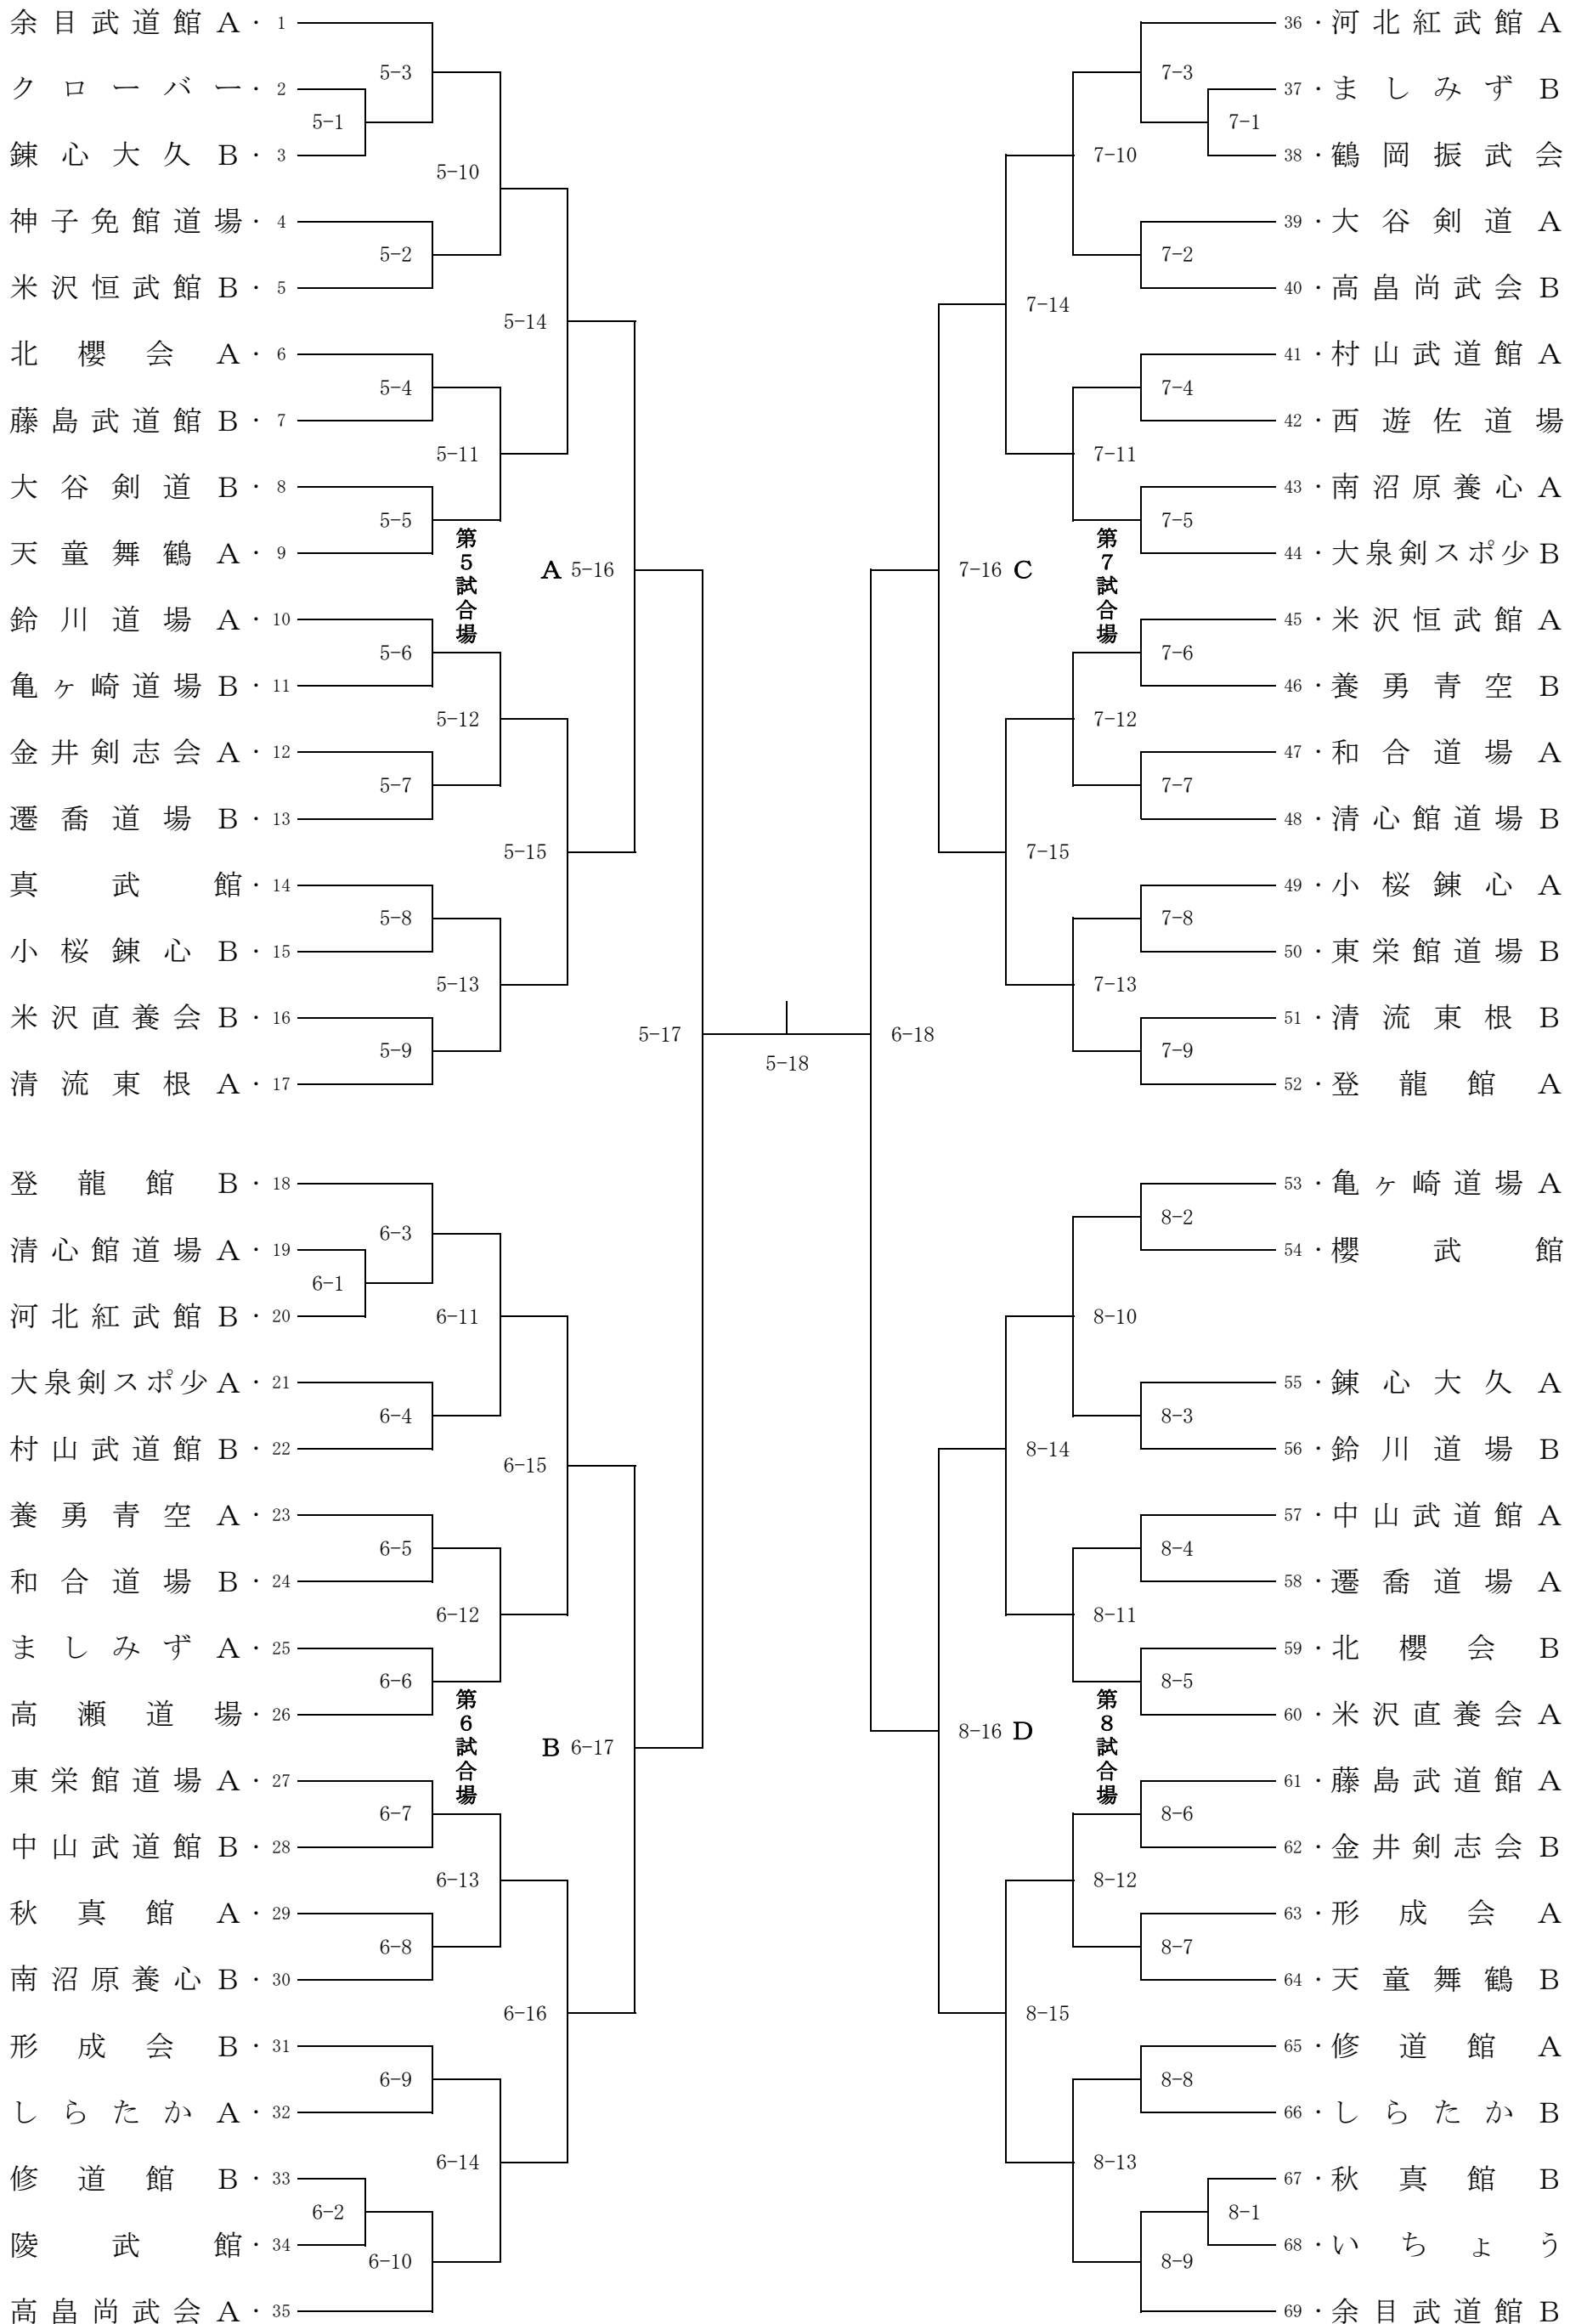 余目武道館A・1
5-3
クローバー・2
5-1
錬心大久B・3
5-10
神子免館道場・4
5-2
米沢恒武館B・5
5-14
北櫻会A・6
5-4
藤島武道館B・7
5-11
大谷剣道B・8
5-5
天童舞鶴A・9
第5試合場
A 5-16
鈴川道場A・10
5-6
亀ヶ崎道場B・11
5-12
金井剣志会A・12
5-7
遷喬道場B・13
5-15
真武館・14
5-8
小桜錬心B・15
5-13
米沢直養会B・16
5-17
5-9
清流東根A・17
5-18
登龍館B・18
6-3
清心館道場A・19
6-1
河北紅武館B・20
6-11
大泉剣スポ少A・21
6-4
村山武道館B・22
6-15
養勇青空A・23
6-5
和合道場B・24
6-12
ましみずA・25
6-6
高瀬道場・26
第6試合場
B 6-17
東栄館道場A・27
6-7
中山武道館B・28
6-13
秋真館A・29
6-8
南沼原養心B・30
6-16
形成会B・31
6-9
しらたかA・32
6-14
修道館B・33
6-2
陵武館・34
6-10
高畠尚武会A・35
36・河北紅武館A
7-3
37・ましみずB
7-1
38・鶴岡振武会
7-10
39・大谷剣道A
7-2
40・高畠尚武会B
7-14
41・村山武道館A
7-4
42・西遊佐道場
7-11
43・南沼原養心A
7-5
44・大泉剣スポ少B
7-16 C
第7試合場
45・米沢恒武館A
7-6
46・養勇青空B
7-12
47・和合道場A
7-7
48・清心館道場B
7-15
49・小桜錬心A
7-8
50・東栄館道場B
7-13
51・清流東根B
6-18
7-9
52・登龍館A
53・亀ヶ崎道場A
8-2
54・櫻武館
8-10
55・錬心大久A
8-3
56・鈴川道場B
8-14
57・中山武道館A
8-4
58・遷喬道場A
8-11
59・北櫻会B
8-5
60・米沢直養会A
8-16 D
第8試合場
61・藤島武道館A
8-6
62・金井剣志会B
8-12
63・形成会A
8-7
64・天童舞鶴B
8-15
65・修道館A
8-8
66・しらたかB
8-13
67・秋真館B
8-1
68・いちょう
8-9
69・余目武道館B